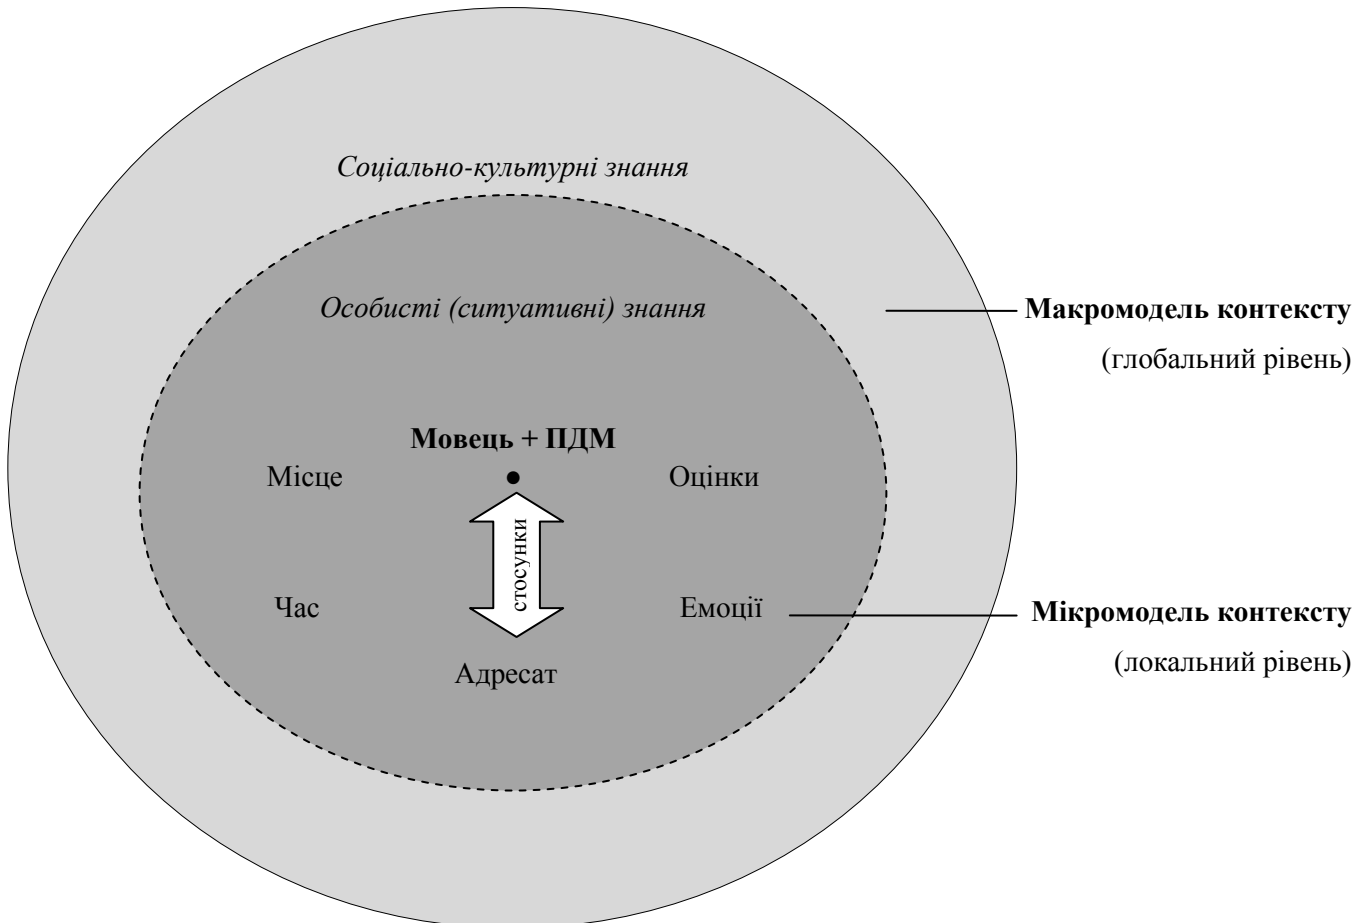 Соціально-культурні знання
Особисті (ситуативні) знання
Макромодель контексту
(глобальний рівень)
Мовець + ПДМ
Місце
Оцінки
стосунки
Час
Емоції
Мікромодель контексту
(локальний рівень)
Адресат